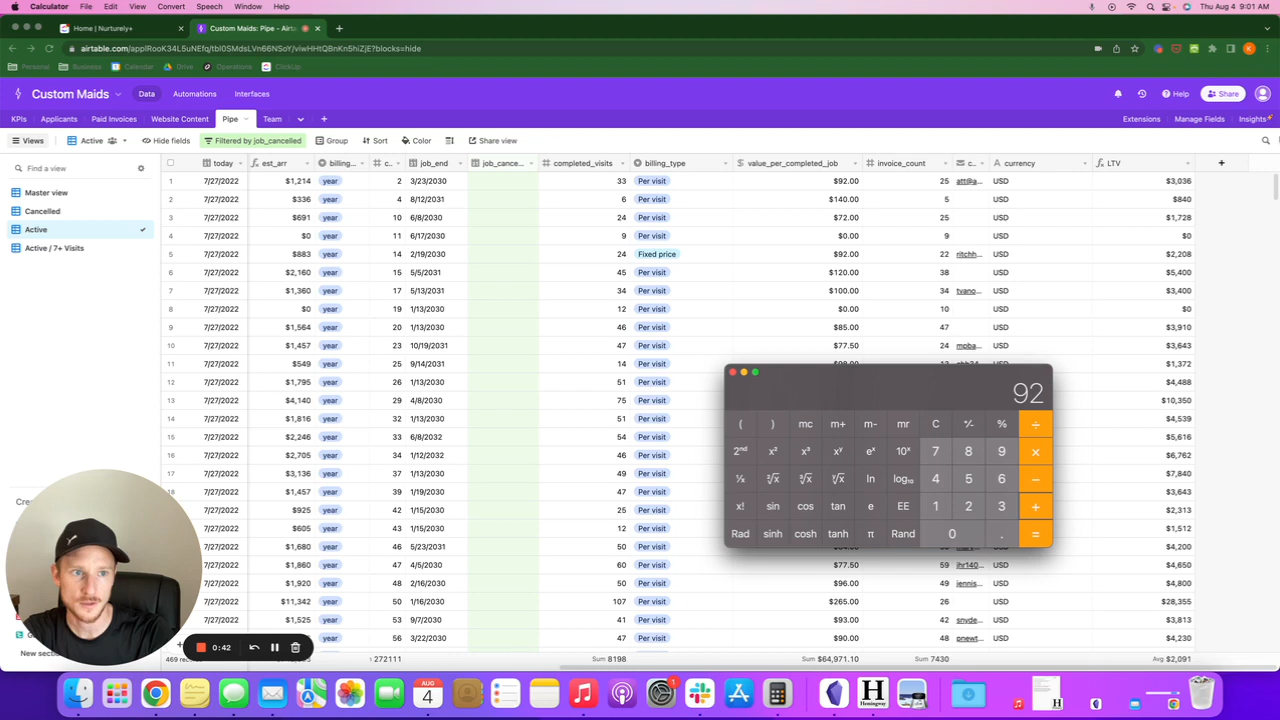 Calculator File Edit View Convert Speech Window Help Thu Aug 4 9:01 AM
Home | Nurturely+ Custom Maids: Pipe - Airt
airtable.com/applRooK34L5uNEfq/tbl0SMdsLVn66NSoY/viwHHtQBnKn5hiZjE?blocks=hide
Personal Business Calendar Drive Operations ClickUp
Custom Maids Data Automations Interfaces Help Share
KPIs Applicants Paid Invoices Website Content Pipe Team Extensions Manage Fields Insights
Views Active Hide fields Filtered by job_cancelled Group Sort Color Share view
Find a view today est_arr billing... c... job_end job_cance... completed_visits billing_type value_per_completed_job invoice_count c... currency LTV
1 7/27/2022 $1,214 year 2 3/23/2030 33 Per visit $92.00 25 att@a... USD $3,036
Master view
2 7/27/2022 $336 year 4 8/12/2031 6 Per visit $140.00 5 USD $840
Cancelled
3 7/27/2022 $691 year 10 6/8/2030 24 Per visit $72.00 25 USD $1,728
Active
4 7/27/2022 $0 year 11 6/17/2030 9 Per visit $0.00 9 USD $0
Active / 7+ Visits
5 7/27/2022 $883 year 14 2/19/2030 24 Fixed price $92.00 22 ritchh... USD $2,208
6 7/27/2022 $2,160 year 15 5/5/2031 45 Per visit $120.00 38 USD $5,400
7 7/27/2022 $1,360 year 17 5/5/2031 34 Per visit $100.00 34 tvano... USD $3,400
8 7/27/2022 $0 year 19 1/13/2030 12 Per visit $0.00 10 USD $0
9 7/27/2022 $1,564 year 20 1/13/2030 46 Per visit $85.00 47 USD $3,910
10 7/27/2022 $1,457 year 23 10/19/2031 47 Per visit $77.50 24 mpba... USD $3,643
11 7/27/2022 $549 year 25 9/14/2031 14 Per visit USD $1,372
12 7/27/2022 $1,795 year 26 1/13/2030 51 Per visit $4,488
13 7/27/2022 $4,140 year 29 4/8/2030 75 Per visit $10,350
14 7/27/2022 $1,816 year 32 1/13/2030 51 Per visit $4,539
15 7/27/2022 $2,246 year 33 6/8/2032 54 Per visit $5,616
16 7/27/2022 $2,705 year 34 1/12/2032 41 Per visit $6,762
17 7/27/2022 $3,136 year 37 1/13/2030 49 Per visit $7,840
18 7/27/2022 $1,457 year 39 1/19/2030 47 Per visit $3,643
7/27/2022 $925 year 42 1/13/2030 25 Per visit $2,313
7/27/2022 $605 year 43 1/13/2030 12 Per visit $1,512
7/27/2022 $1,680 year 46 5/23/2031 50 Per visit $4,200
7/27/2022 $1,860 year 47 4/5/2031 60 Per visit $77.50 59 jhr140... USD $4,650
7/27/2022 $1,920 year 48 2/16/2030 50 Per visit $96.00 49 jennis... USD $4,800
7/27/2022 $11,342 year 50 1/16/2030 107 Per visit $265.00 26 USD $28,355
7/27/2022 $1,525 year 53 9/7/2030 41 Per visit $93.00 42 snyde... USD $3,813
7/27/2022 year 56 3/22/2030 47 Per visit $90.00 48 pnewt... USD $4,230
New section
469 272111 Sum 8198 Sum $64,971.10 Sum 7430 Avg $2,091
92
( ) mc m+ m- mr C +∕- % ÷
2nd x² x³ xʸ eˣ 10ˣ 7 8 9 ×
¹∕x ²√x ³√x ʸ√x ln log₁₀ 4 5 6 −
x! sin cos tan e EE 1 2 3 +
Rad sinh cosh tanh π Rand 0 . =
0:42
AUG
4
1
H
Hemingway